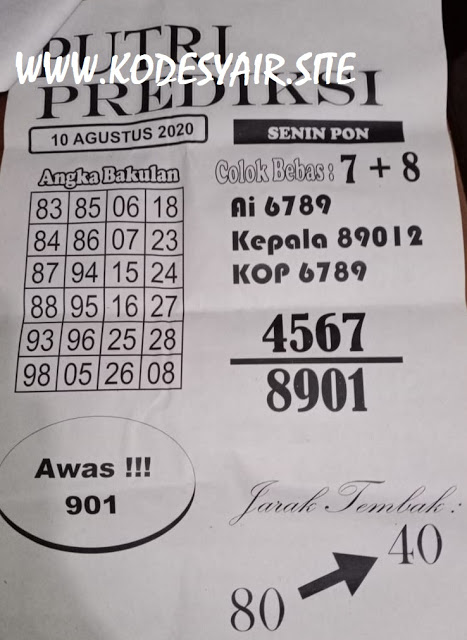 PUTRI
WWW.KODESYAIR.SITE
PREDIKSI
10 AGUSTUS 2020
SENIN PON
Angka Bakulan
83 85 06 18
84 86 07 23
87 94 15 24
88 95 16 27
93 96 25 28
98 05 26 08
Colok Bebas : 7 + 8
Ai 6789
Kepala 89012
KOP 6789
4567
8901
Awas !!!
901
Jarak Tembak :
40
80